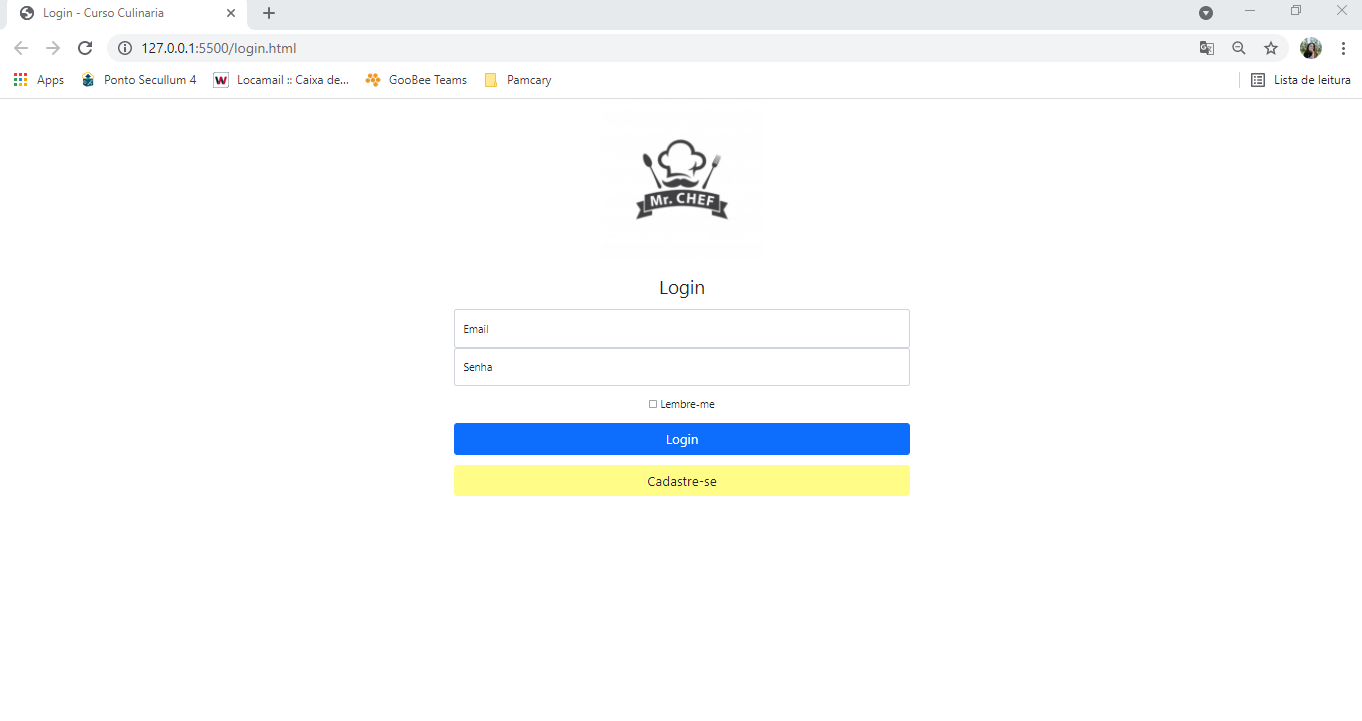 Login - Curso Culinaria
127.0.0.1:5500/login.html
Apps Ponto Secullum 4 Locamail :: Caixa de... GooBee Teams Pamcary Lista de leitura
Mr. CHEF
Login
Email
Senha
Lembre-me
Login
Cadastre-se